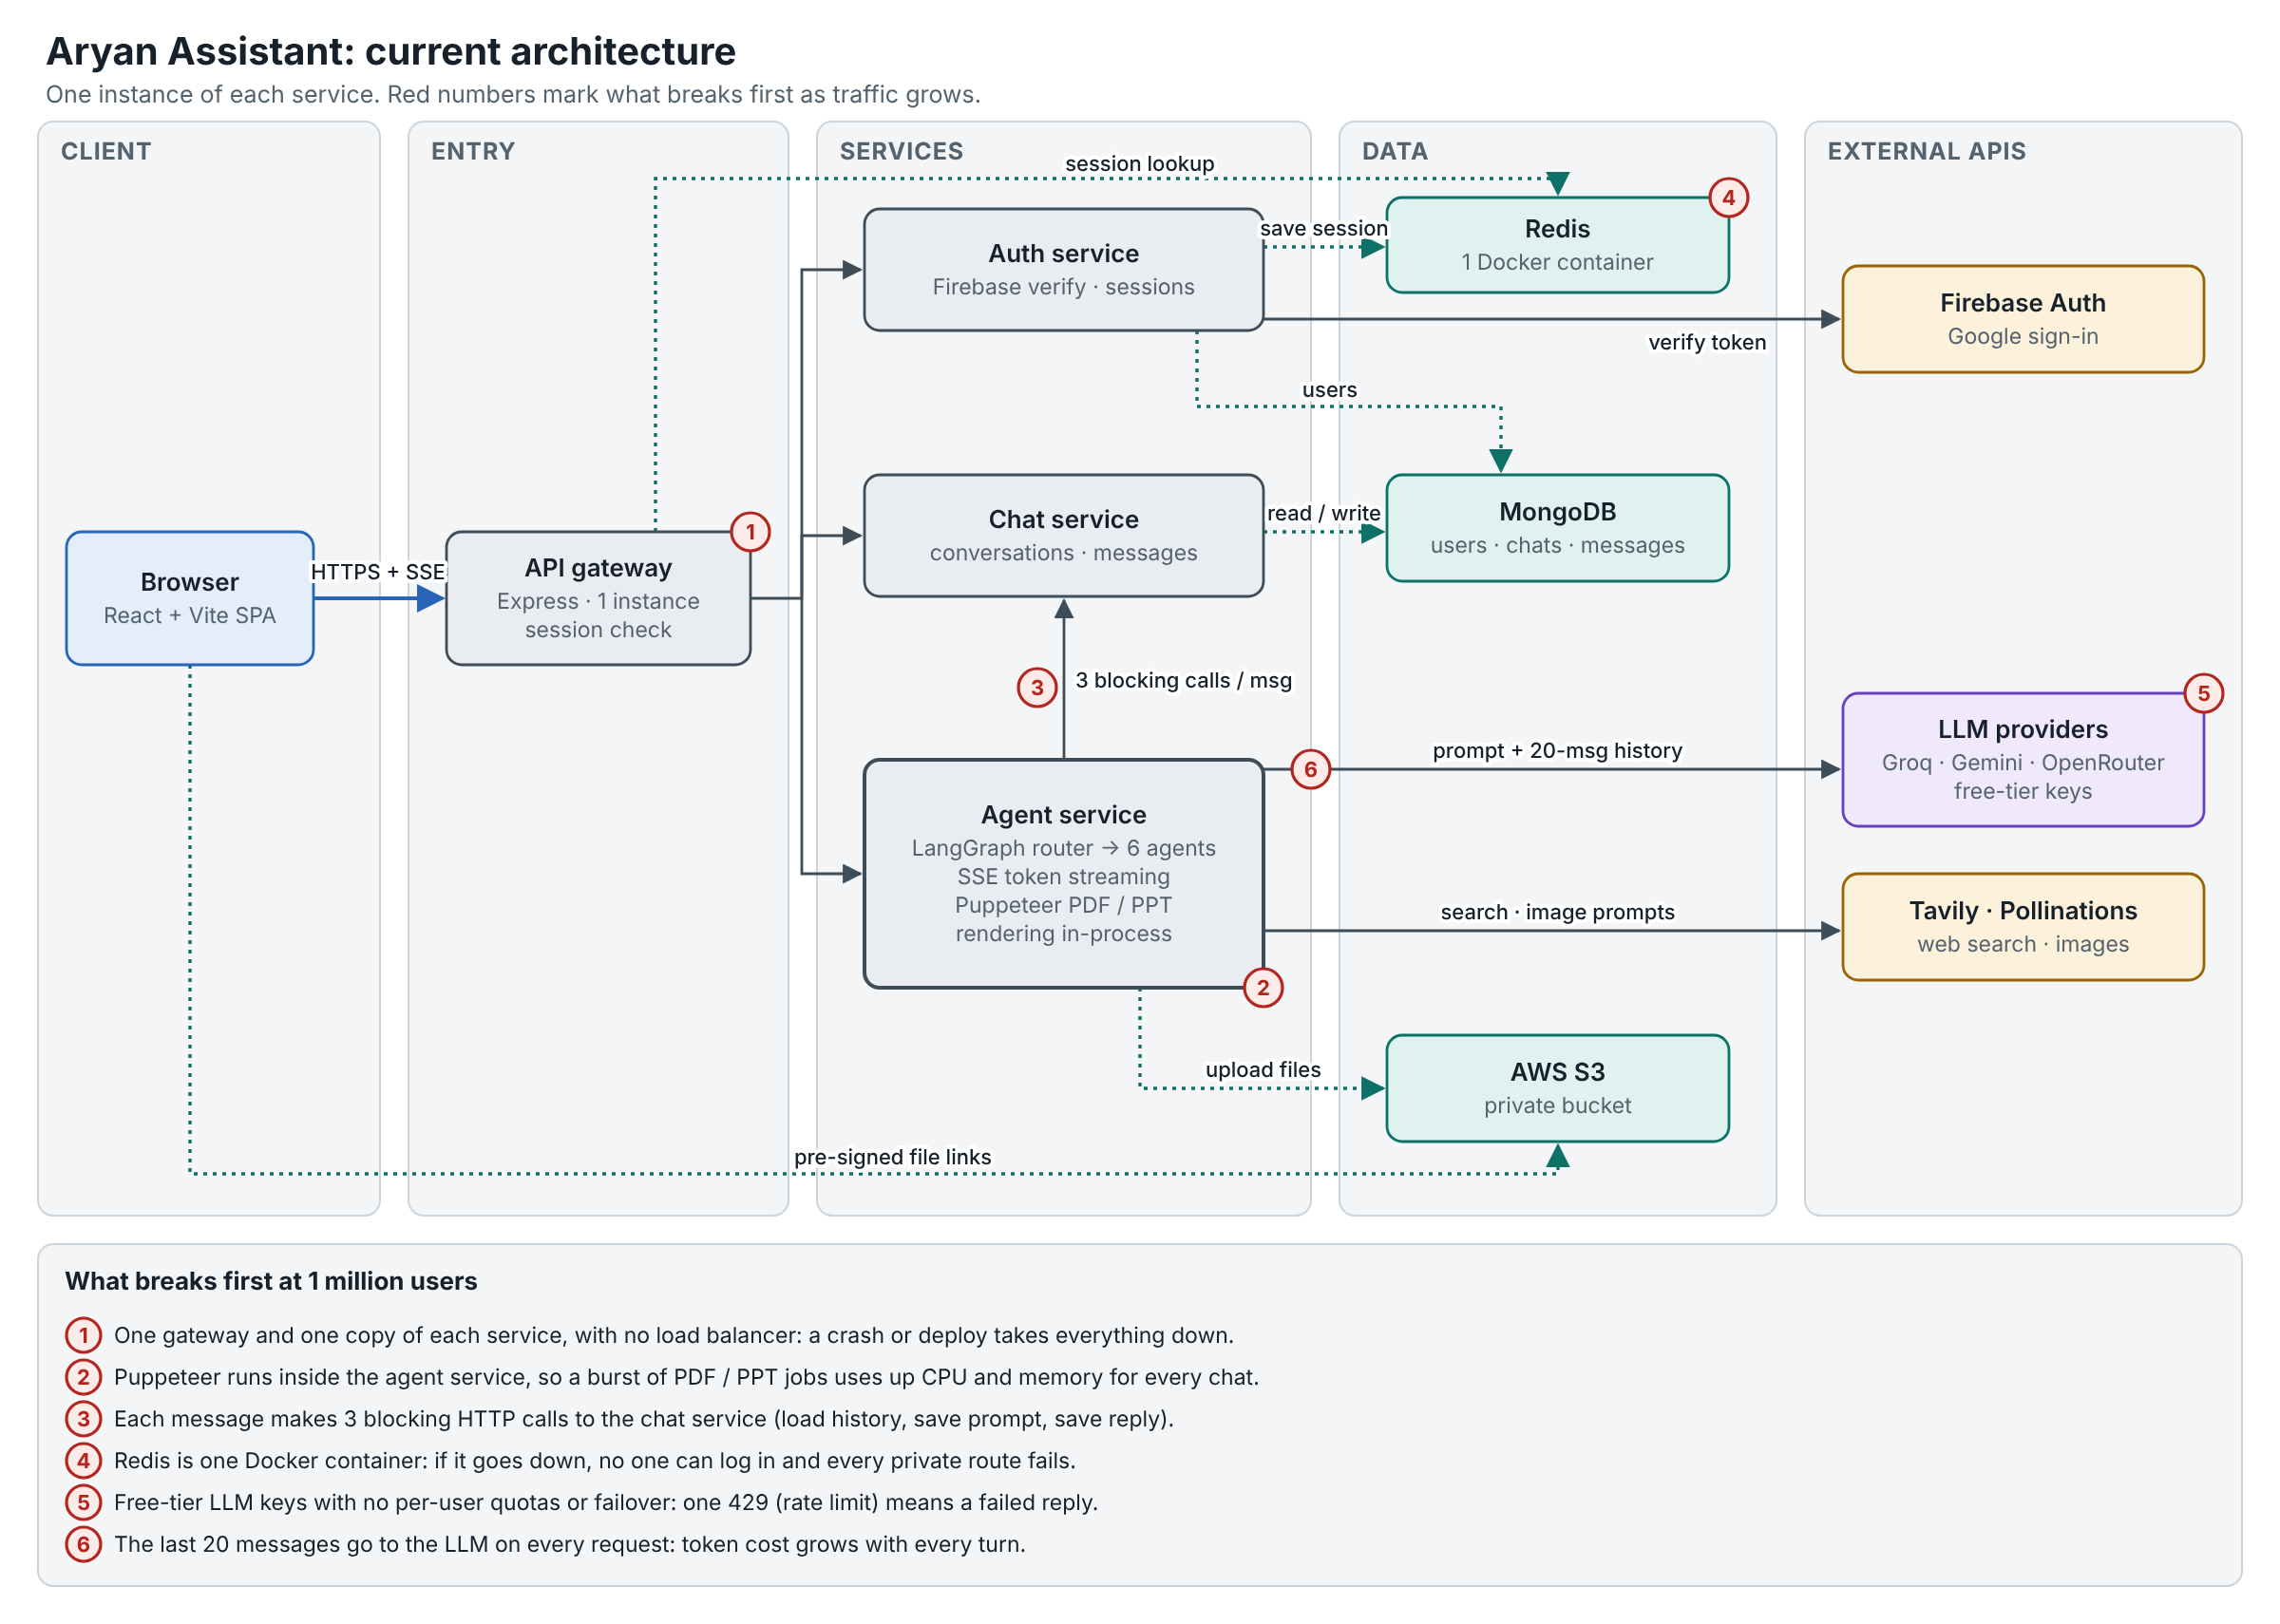 Aryan Assistant: current architecture
One instance of each service. Red numbers mark what breaks first as traffic grows.
CLIENT
ENTRY
SERVICES
DATA
EXTERNAL APIS
session lookup
Auth service
Firebase verify · sessions
save session
Redis
1 Docker container
4
verify token
Firebase Auth
Google sign-in
users
Browser
React + Vite SPA
HTTPS + SSE
API gateway
Express · 1 instance
session check
1
Chat service
conversations · messages
read / write
MongoDB
users · chats · messages
3
3 blocking calls / msg
Agent service
LangGraph router → 6 agents
SSE token streaming
Puppeteer PDF / PPT
rendering in-process
2
6
prompt + 20-msg history
LLM providers
Groq · Gemini · OpenRouter
free-tier keys
5
search · image prompts
Tavily · Pollinations
web search · images
upload files
AWS S3
private bucket
pre-signed file links
What breaks first at 1 million users
1 One gateway and one copy of each service, with no load balancer: a crash or deploy takes everything down.
2 Puppeteer runs inside the agent service, so a burst of PDF / PPT jobs uses up CPU and memory for every chat.
3 Each message makes 3 blocking HTTP calls to the chat service (load history, save prompt, save reply).
4 Redis is one Docker container: if it goes down, no one can log in and every private route fails.
5 Free-tier LLM keys with no per-user quotas or failover: one 429 (rate limit) means a failed reply.
6 The last 20 messages go to the LLM on every request: token cost grows with every turn.